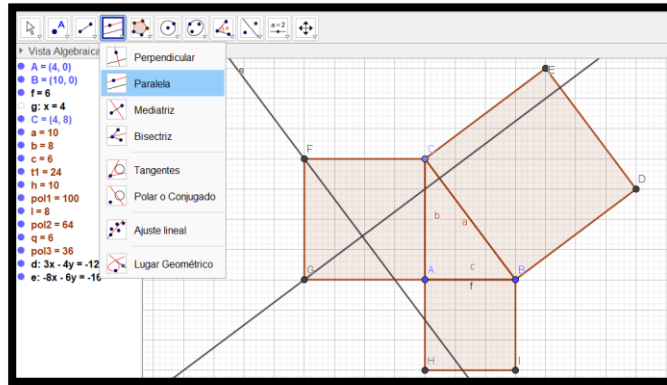 A
a=2
Vista Algebraica
A = (4, 0)
B = (10, 0)
f = 6
g: x = 4
C = (4, 8)
a = 10
b = 8
c = 6
t1 = 24
h = 10
pol1 = 100
i = 8
pol2 = 64
q = 6
pol3 = 36
d: 3x - 4y = -12
e: -8x - 6y = -16
Perpendicular
Paralela
Mediatriz
Bisectriz
Tangentes
Polar o Conjugado
Ajuste lineal
Lugar Geométrico
e
E
F
C
D
b
a
G
A
c
B
f
H
I